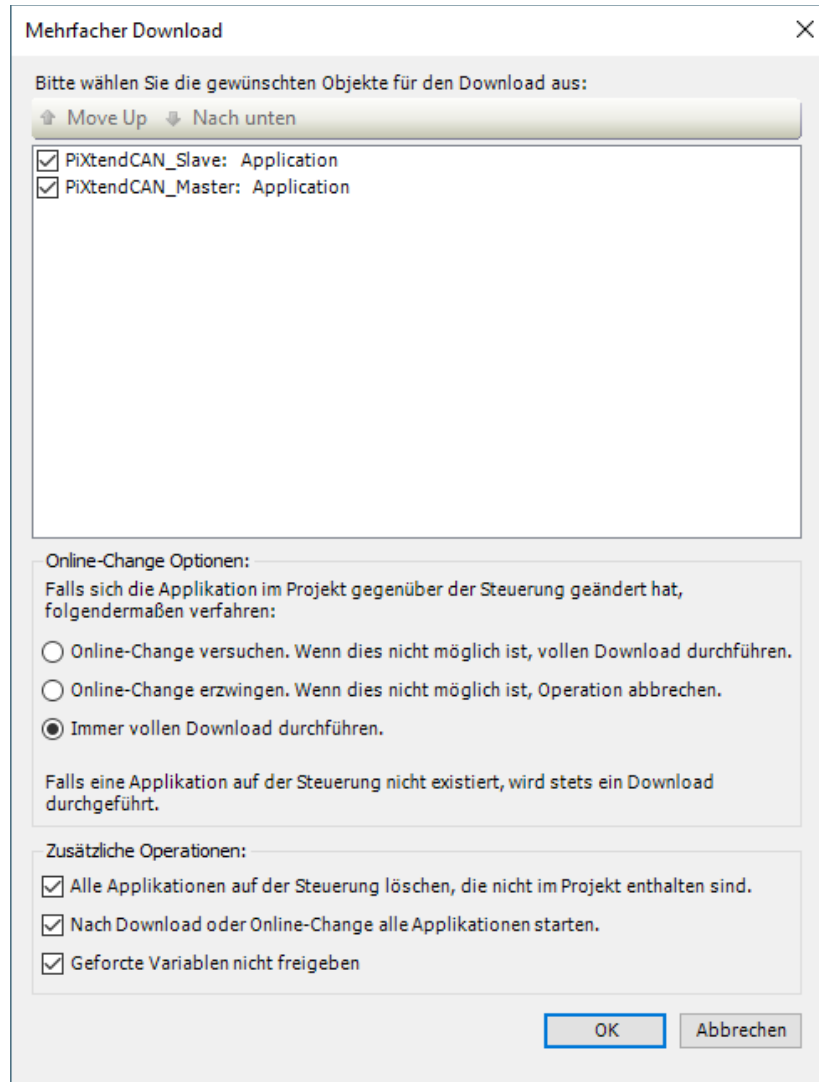 Mehrfacher Download
Bitte wählen Sie die gewünschten Objekte für den Download aus:
Move Up Nach unten
PiXtendCAN_Slave: Application
PiXtendCAN_Master: Application
Online-Change Optionen:
Falls sich die Applikation im Projekt gegenüber der Steuerung geändert hat,
folgendermaßen verfahren:
Online-Change versuchen. Wenn dies nicht möglich ist, vollen Download durchführen.
Online-Change erzwingen. Wenn dies nicht möglich ist, Operation abbrechen.
Immer vollen Download durchführen.
Falls eine Applikation auf der Steuerung nicht existiert, wird stets ein Download
durchgeführt.
Zusätzliche Operationen:
Alle Applikationen auf der Steuerung löschen, die nicht im Projekt enthalten sind.
Nach Download oder Online-Change alle Applikationen starten.
Geforcte Variablen nicht freigeben
OK Abbrechen